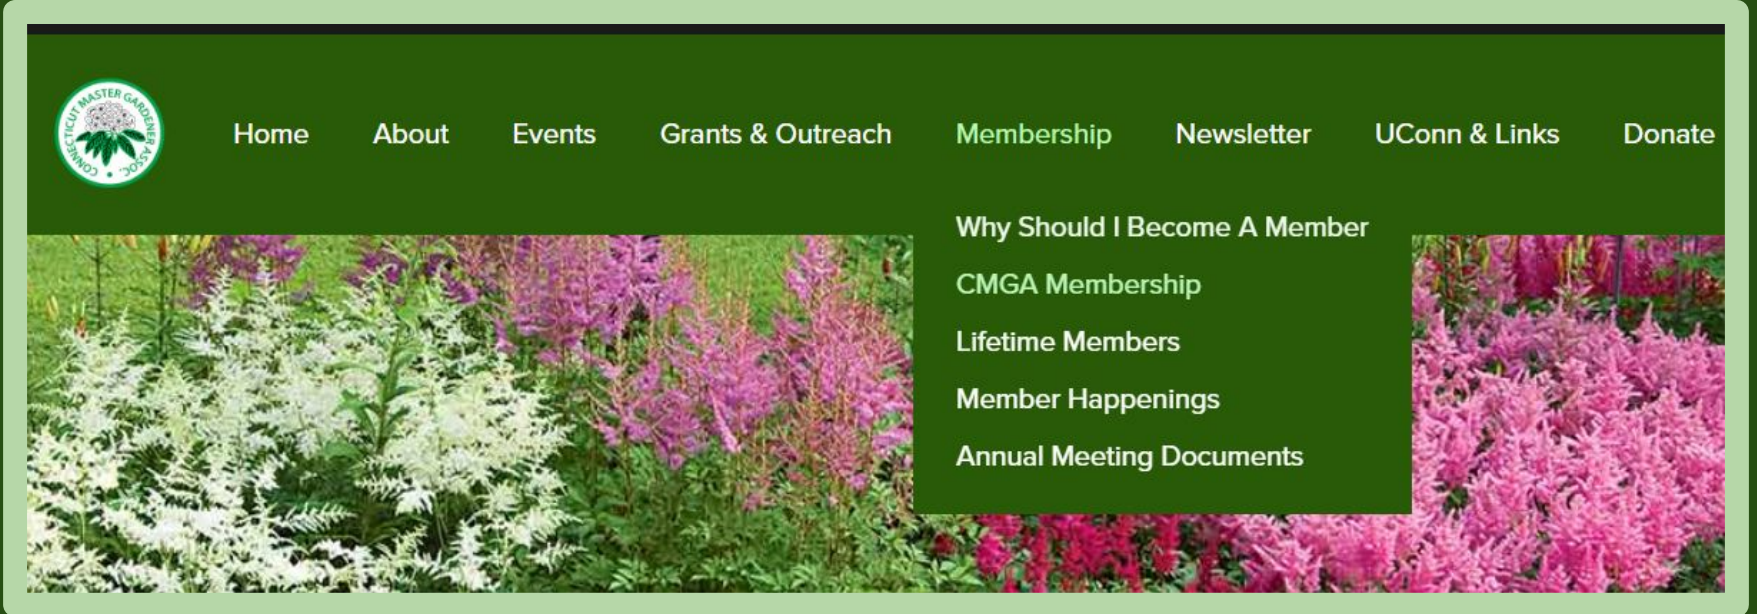 CONNECTICUT MASTER GARDENER ASSOC.
Home About Events Grants & Outreach Membership Newsletter UConn & Links Donate
Why Should I Become A Member
CMGA Membership
Lifetime Members
Member Happenings
Annual Meeting Documents